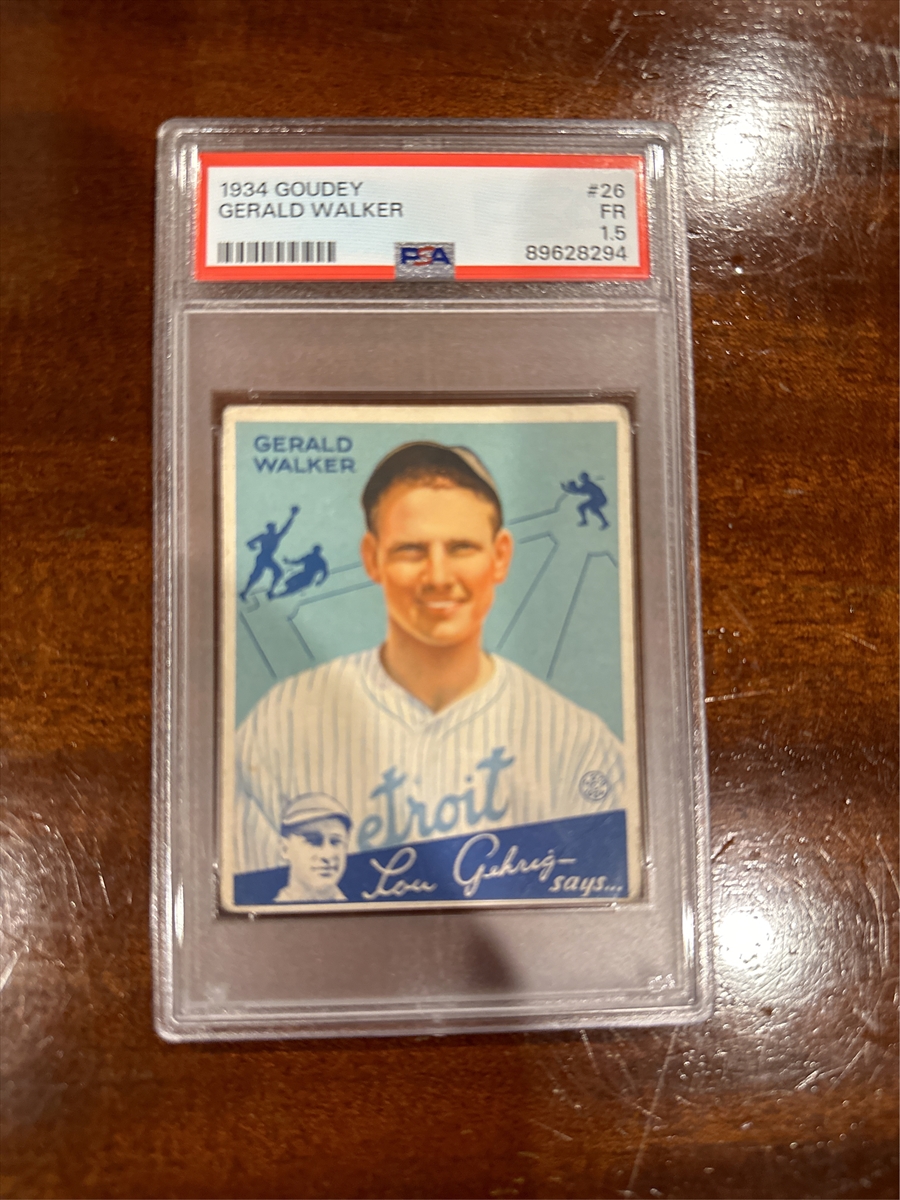 1934 GOUDEY #26
GERALD WALKER FR
1.5
PSA 89628294
GERALD
WALKER
etroit
Lou Gehrig—
says...